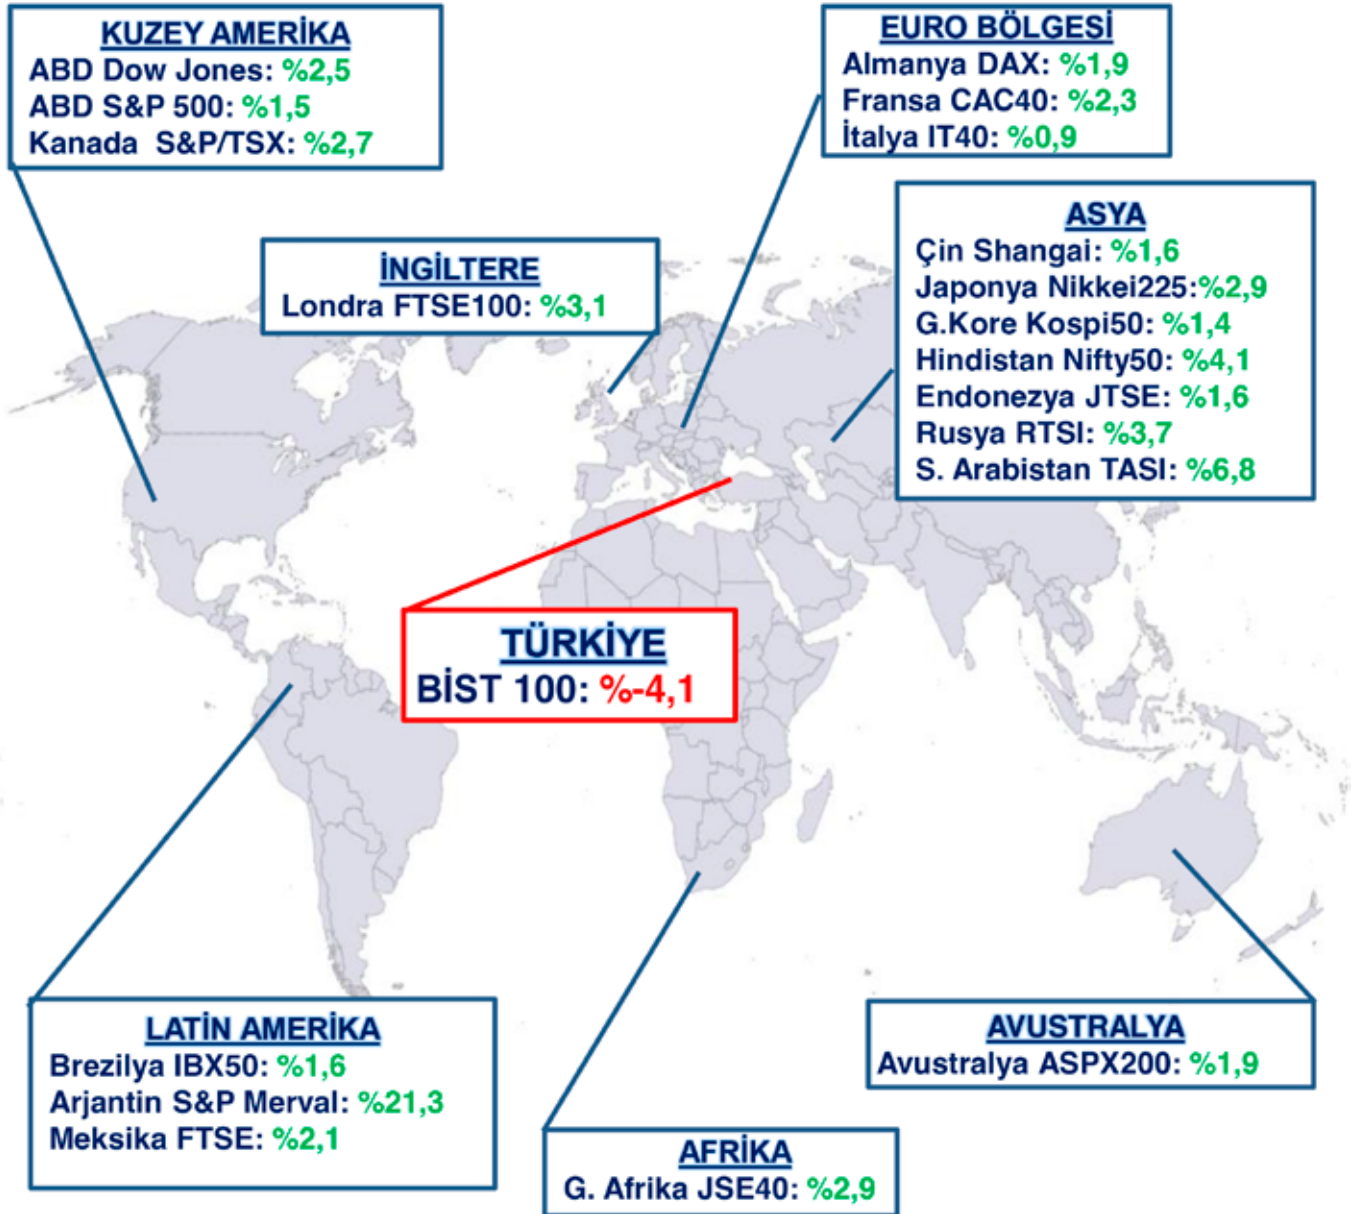 KUZEY AMERİKA
ABD Dow Jones: %2,5
ABD S&P 500: %1,5
Kanada S&P/TSX: %2,7
EURO BÖLGESİ
Almanya DAX: %1,9
Fransa CAC40: %2,3
İtalya IT40: %0,9
ASYA
Çin Shangai: %1,6
Japonya Nikkei225:%2,9
G.Kore Kospi50: %1,4
Hindistan Nifty50: %4,1
Endonezya JTSE: %1,6
Rusya RTSI: %3,7
S. Arabistan TASI: %6,8
İNGİLTERE
Londra FTSE100: %3,1
TÜRKİYE
BİST 100: %-4,1
LATİN AMERİKA
Brezilya IBX50: %1,6
Arjantin S&P Merval: %21,3
Meksika FTSE: %2,1
AVUSTRALYA
Avustralya ASPX200: %1,9
AFRİKA
G. Afrika JSE40: %2,9